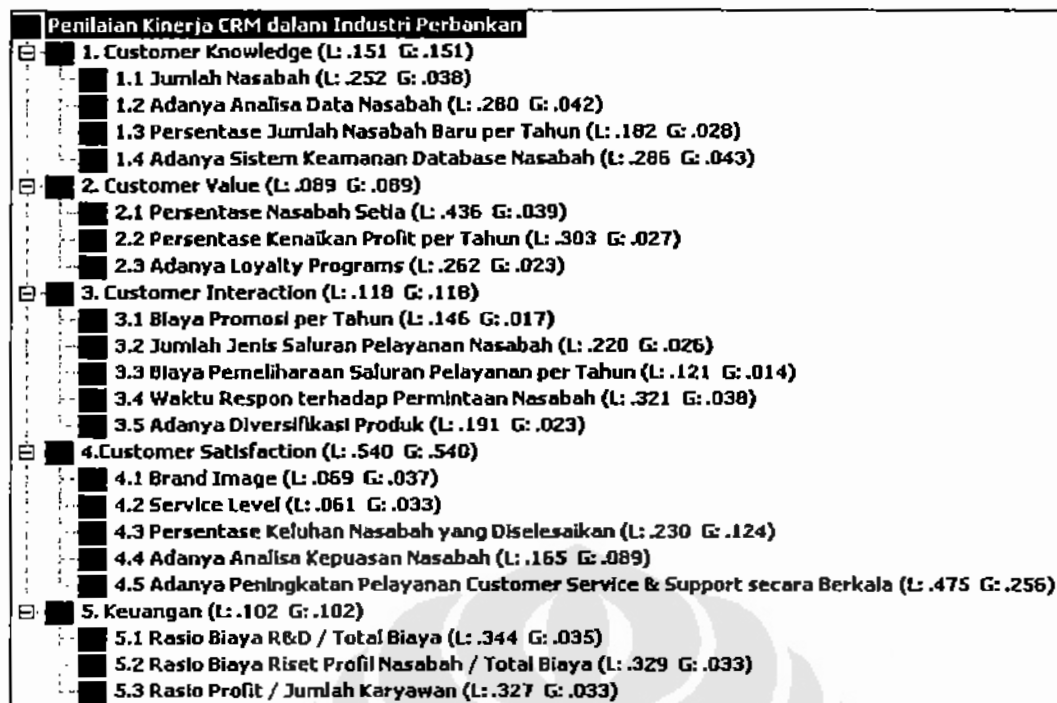 Penilaian Kinerja CRM dalam Industri Perbankan
1. Customer Knowledge (L: .151 G: .151)
1.1 Jumlah Nasabah (L: .252 G: .038)
1.2 Adanya Analisa Data Nasabah (L: .280 G: .042)
1.3 Persentase Jumlah Nasabah Baru per Tahun (L: .182 G: .028)
1.4 Adanya Sistem Keamanan Database Nasabah (L: .286 G: .043)
2. Customer Value (L: .089 G: .089)
2.1 Persentase Nasabah Setia (L: .436 G: .039)
2.2 Persentase Kenaikan Profit per Tahun (L: .303 G: .027)
2.3 Adanya Loyalty Programs (L: .262 G: .023)
3. Customer Interaction (L: .118 G: .118)
3.1 Biaya Promosi per Tahun (L: .146 G: .017)
3.2 Jumlah Jenis Saluran Pelayanan Nasabah (L: .220 G: .026)
3.3 Biaya Pemeliharaan Saluran Pelayanan per Tahun (L: .121 G: .014)
3.4 Waktu Respon terhadap Permintaan Nasabah (L: .321 G: .038)
3.5 Adanya Diversifikasi Produk (L: .191 G: .023)
4.Customer Satisfaction (L: .540 G: .540)
4.1 Brand Image (L: .069 G: .037)
4.2 Service Level (L: .061 G: .033)
4.3 Persentase Keluhan Nasabah yang Diselesaikan (L: .230 G: .124)
4.4 Adanya Analisa Kepuasan Nasabah (L: .165 G: .089)
4.5 Adanya Peningkatan Pelayanan Customer Service & Support secara Berkala (L: .475 G: .256)
5. Keuangan (L: .102 G: .102)
5.1 Rasio Biaya R&D / Total Biaya (L: .344 G: .035)
5.2 Rasio Biaya Riset Profil Nasabah / Total Biaya (L: .329 G: .033)
5.3 Rasio Profit / Jumlah Karyawan (L: .327 G: .033)